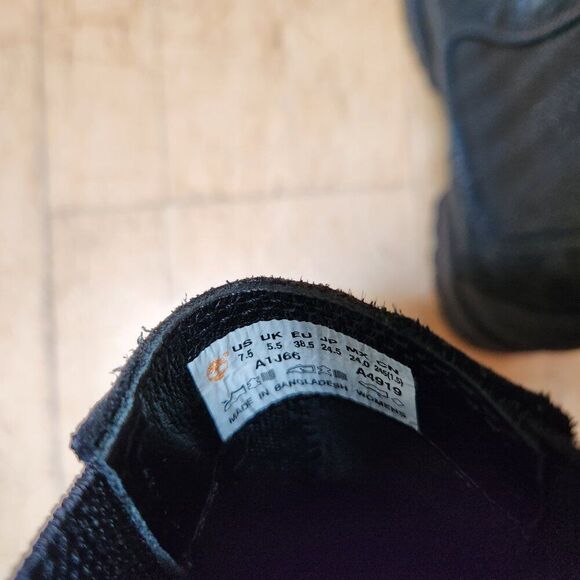 US UK EU JP MX CN
7.5 5.5 38.5 24.5 24.0 245(1.5)
A1J66 A4919
MADE IN BANGLADESH WOMENS